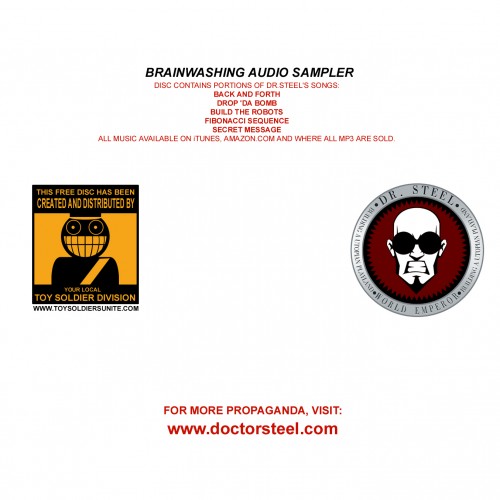 BRAINWASHING AUDIO SAMPLER
DISC CONTAINS PORTIONS OF DR.STEEL'S SONGS:
BACK AND FORTH
DROP 'DA BOMB
BUILD THE ROBOTS
FIBONACCI SEQUENCE
SECRET MESSAGE
ALL MUSIC AVAILABLE ON iTUNES, AMAZON.COM AND WHERE ALL MP3 ARE SOLD.
THIS FREE DISC HAS BEEN
CREATED AND DISTRIBUTED BY
YOUR LOCAL
TOY SOLDIER DIVISION
WWW.TOYSOLDIERSUNITE.COM
DR. STEEL
BUILDING A UTOPIAN PLAYLAND
WORLD EMPEROR
FOR MORE PROPAGANDA, VISIT:
www.doctorsteel.com